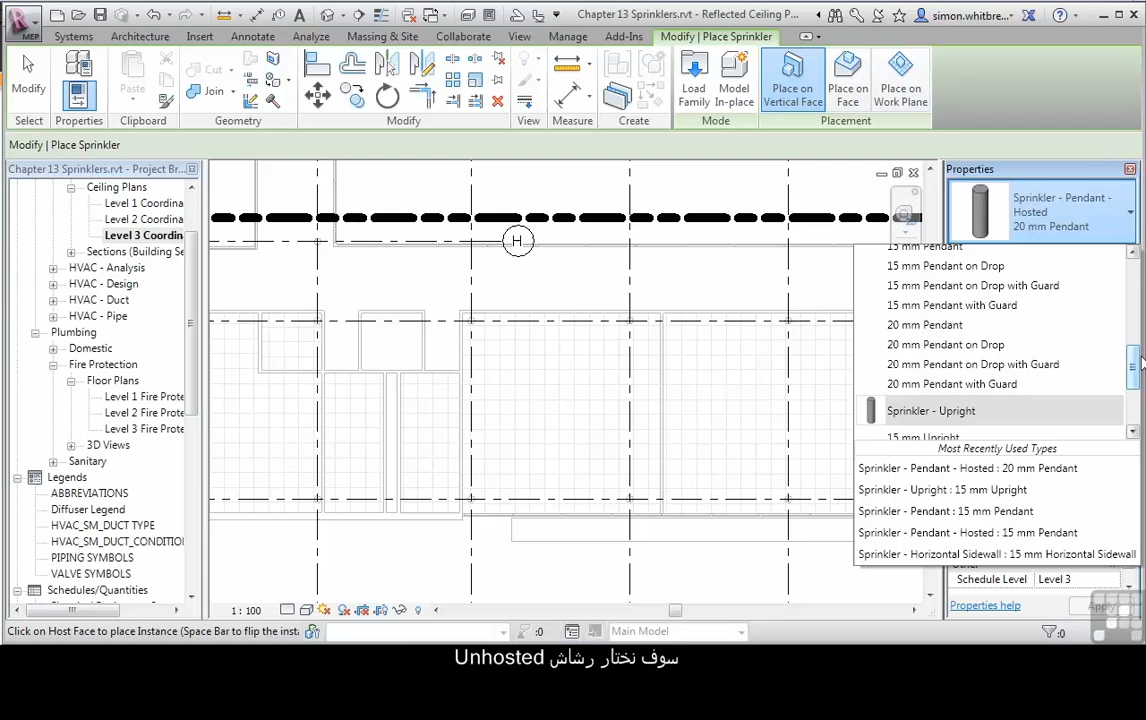 Chapter 13 Sprinklers.rvt - Reflected Ceiling P...
simon.whitbre...
MEP
Systems
Architecture
Insert
Annotate
Analyze
Massing & Site
Collaborate
View
Manage
Add-Ins
Modify | Place Sprinkler
Modify
Paste
Cut
Join
Load Family
Model In-place
Place on Vertical Face
Place on Face
Place on Work Plane
Select
Properties
Clipboard
Geometry
Modify
View
Measure
Create
Mode
Placement
Modify | Place Sprinkler
Chapter 13 Sprinklers.rvt - Project Br...
Ceiling Plans
Level 1 Coordina
Level 2 Coordina
Level 3 Coordin
Sections (Building Se
HVAC - Analysis
HVAC - Design
HVAC - Duct
HVAC - Pipe
Plumbing
Domestic
Fire Protection
Floor Plans
Level 1 Fire Prote
Level 2 Fire Prote
Level 3 Fire Prote
3D Views
Sanitary
Legends
ABBREVIATIONS
Diffuser Legend
HVAC_SM_DUCT TYPE
HVAC_SM_DUCT_CONDITIO
PIPING SYMBOLS
VALVE SYMBOLS
Schedules/Quantities
H
Properties
Sprinkler - Pendant -
Hosted
20 mm Pendant
15 mm Pendant
15 mm Pendant on Drop
15 mm Pendant on Drop with Guard
15 mm Pendant with Guard
20 mm Pendant
20 mm Pendant on Drop
20 mm Pendant on Drop with Guard
20 mm Pendant with Guard
Sprinkler - Upright
15 mm Upright
Most Recently Used Types
Sprinkler - Pendant - Hosted : 20 mm Pendant
Sprinkler - Upright : 15 mm Upright
Sprinkler - Pendant : 15 mm Pendant
Sprinkler - Pendant - Hosted : 15 mm Pendant
Sprinkler - Horizontal Sidewall : 15 mm Horizontal Sidewall
Schedule Level Level 3
Properties help
Apply
1 : 100
Click on Host Face to place Instance (Space Bar to flip the inst
:0
Main Model
:0
سوف نختار رشاش Unhosted